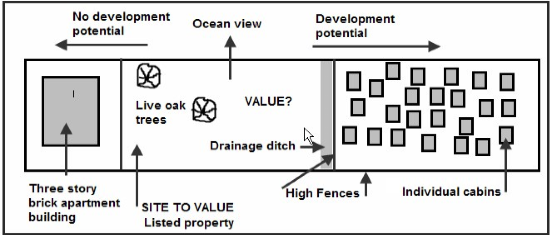 No development
potential
Ocean view
Development
potential
Live oak
trees
VALUE?
Drainage ditch
Three story
brick apartment
building
SITE TO VALUE
Listed property
High Fences
Individual cabins